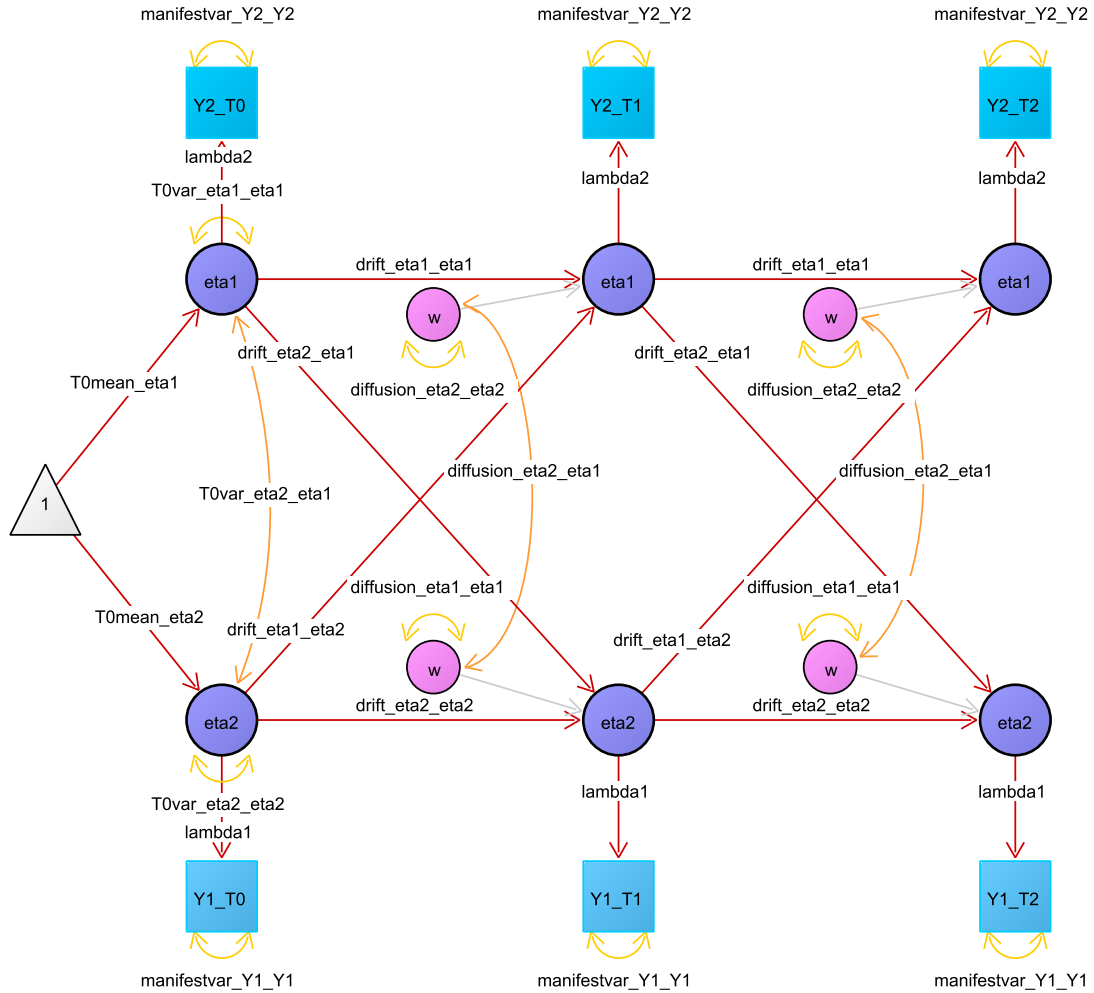 manifestvar_Y2_Y2 manifestvar_Y2_Y2 manifestvar_Y2_Y2
Y2_T0 Y2_T1 Y2_T2
lambda2
lambda2 lambda2
T0var_eta1_eta1
drift_eta1_eta1 drift_eta1_eta1
eta1 eta1 eta1
w w
drift_eta2_eta1 drift_eta2_eta1
T0mean_eta1
diffusion_eta2_eta2 diffusion_eta2_eta2
diffusion_eta2_eta1 diffusion_eta2_eta1
T0var_eta2_eta1
1
diffusion_eta1_eta1 diffusion_eta1_eta1
T0mean_eta2
drift_eta1_eta2
drift_eta1_eta2
w w
drift_eta2_eta2 drift_eta2_eta2
eta2 eta2 eta2
lambda1 lambda1
T0var_eta2_eta2
lambda1
Y1_T0 Y1_T1 Y1_T2
manifestvar_Y1_Y1 manifestvar_Y1_Y1 manifestvar_Y1_Y1